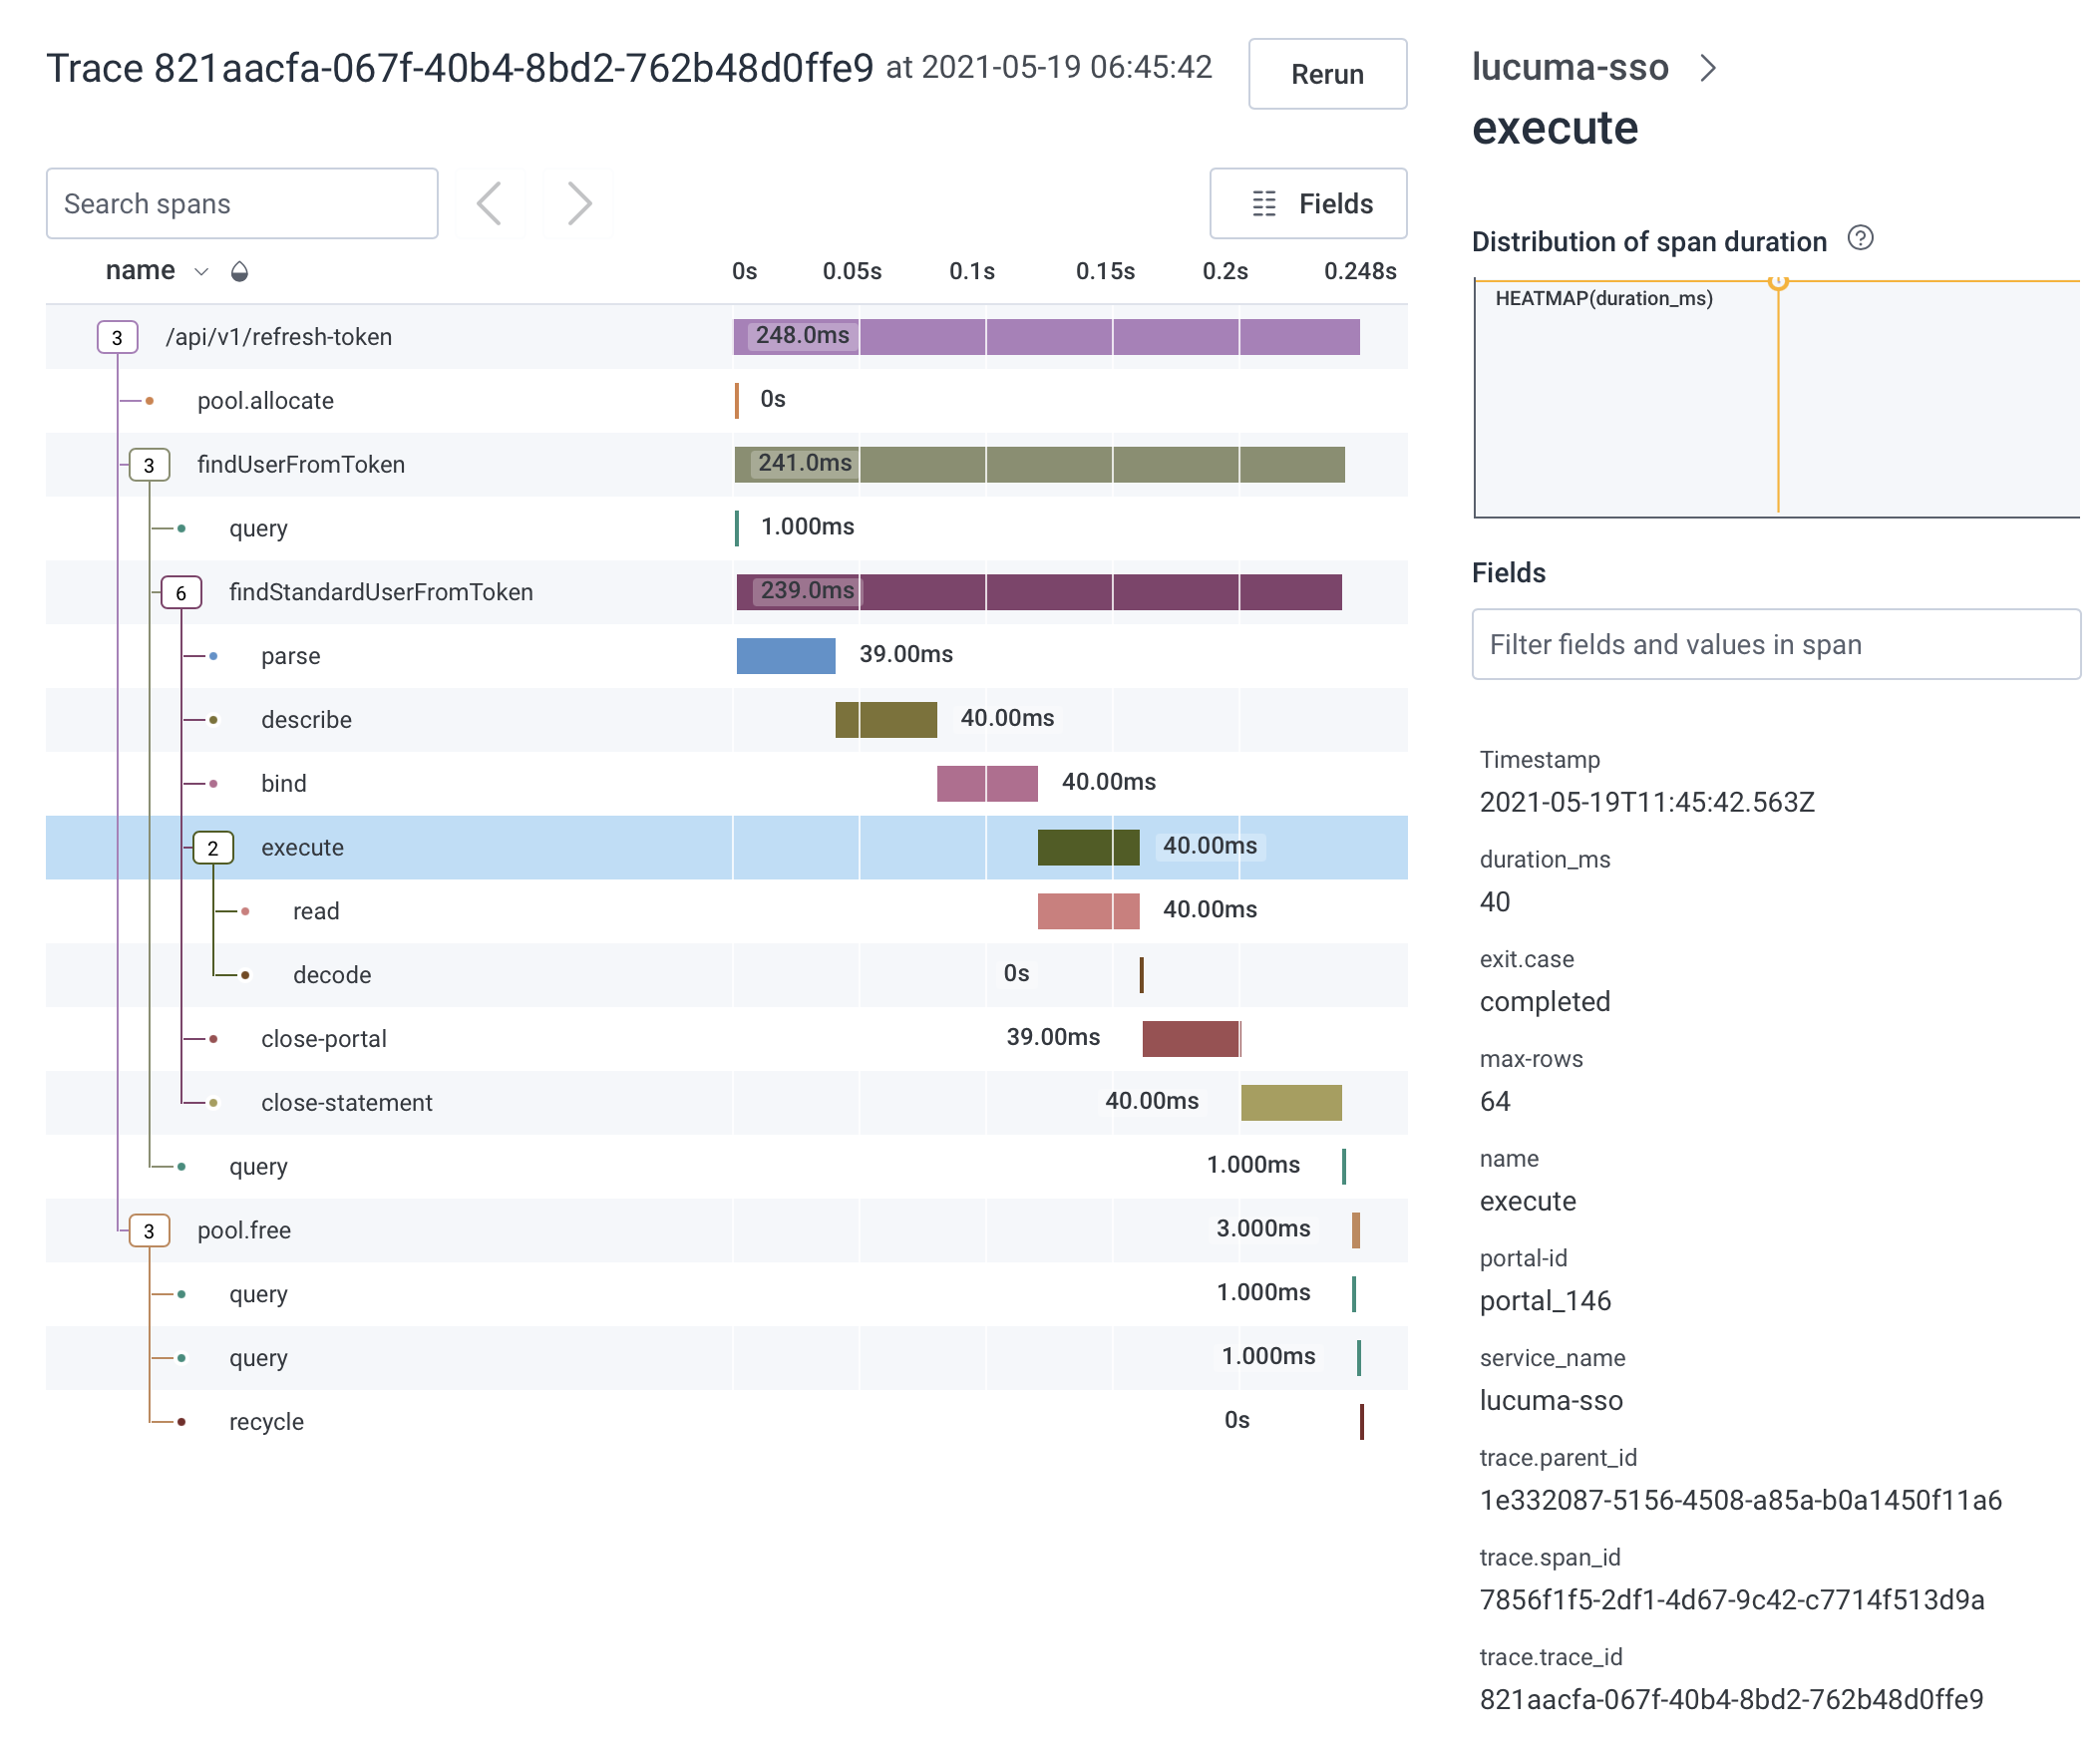 Trace 821aacfa-067f-40b4-8bd2-762b48d0ffe9 at 2021-05-19 06:45:42
Rerun
Search spans
Fields
name 0s 0.05s 0.1s 0.15s 0.2s 0.248s
3 /api/v1/refresh-token 248.0ms
pool.allocate 0s
3 findUserFromToken 241.0ms
query 1.000ms
6 findStandardUserFromToken 239.0ms
parse 39.00ms
describe 40.00ms
bind 40.00ms
2 execute 40.00ms
read 40.00ms
decode 0s
close-portal 39.00ms
close-statement 40.00ms
query 1.000ms
3 pool.free 3.000ms
query 1.000ms
query 1.000ms
recycle 0s
lucuma-sso
execute
Distribution of span duration ?
HEATMAP(duration_ms)
Fields
Filter fields and values in span
Timestamp
2021-05-19T11:45:42.563Z
duration_ms
40
exit.case
completed
max-rows
64
name
execute
portal-id
portal_146
service_name
lucuma-sso
trace.parent_id
1e332087-5156-4508-a85a-b0a1450f11a6
trace.span_id
7856f1f5-2df1-4d67-9c42-c7714f513d9a
trace.trace_id
821aacfa-067f-40b4-8bd2-762b48d0ffe9